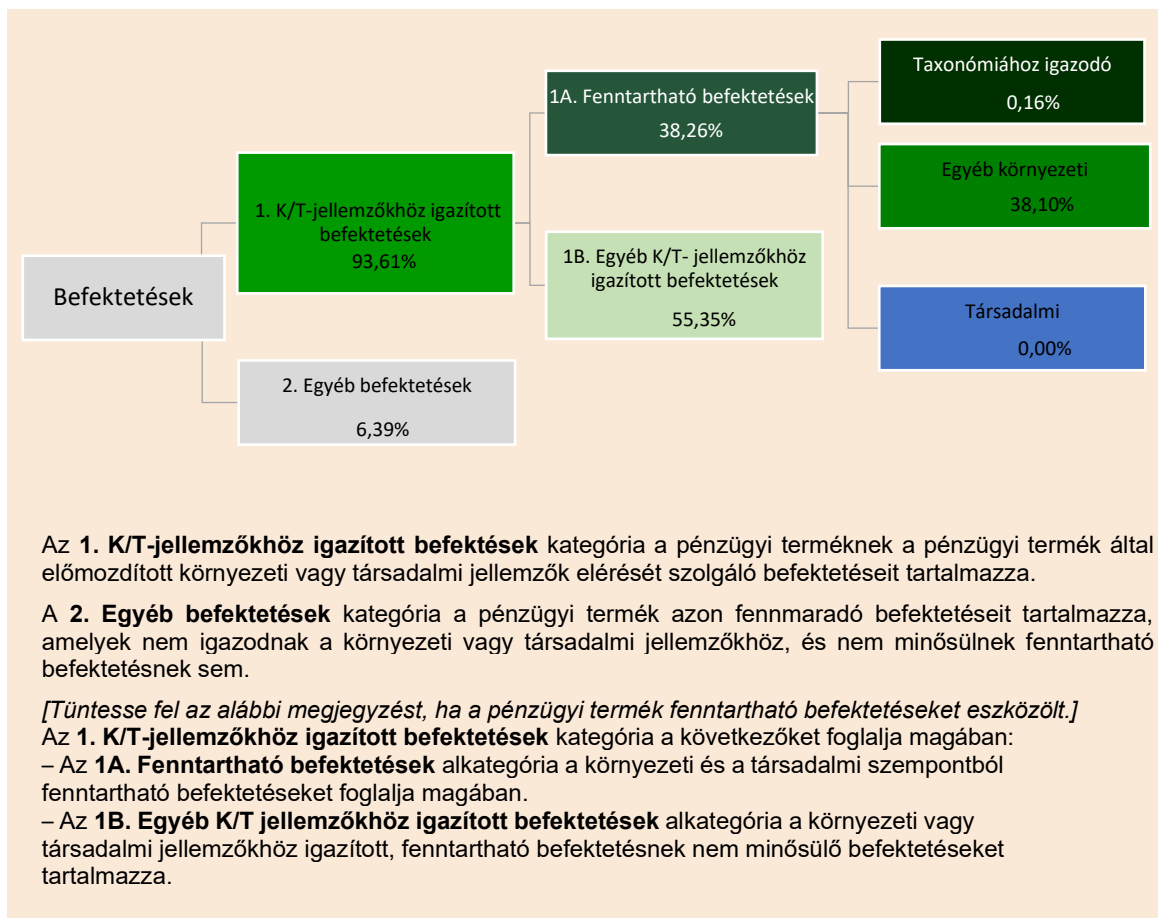 Befektetések
1. K/T-jellemzőkhöz igazított
befektetések
93,61%
2. Egyéb befektetések
6,39%
1A. Fenntartható befektetések
38,26%
1B. Egyéb K/T- jellemzőkhöz
igazított befektetések
55,35%
Taxonómiához igazodó
0,16%
Egyéb környezeti
38,10%
Társadalmi
0,00%
Az 1. K/T-jellemzőkhöz igazított befektések kategória a pénzügyi terméknek a pénzügyi termék által
előmozdított környezeti vagy társadalmi jellemzők elérését szolgáló befektetéseit tartalmazza.
A 2. Egyéb befektetések kategória a pénzügyi termék azon fennmaradó befektetéseit tartalmazza,
amelyek nem igazodnak a környezeti vagy társadalmi jellemzőkhöz, és nem minősülnek fenntartható
befektetésnek sem.
[Tüntesse fel az alábbi megjegyzést, ha a pénzügyi termék fenntartható befektetéseket eszközölt.]
Az 1. K/T-jellemzőkhöz igazított befektetések kategória a következőket foglalja magában:
– Az 1A. Fenntartható befektetések alkategória a környezeti és a társadalmi szempontból
fenntartható befektetéseket foglalja magában.
– Az 1B. Egyéb K/T jellemzőkhöz igazított befektetések alkategória a környezeti vagy
társadalmi jellemzőkhöz igazított, fenntartható befektetésnek nem minősülő befektetéseket
tartalmazza.